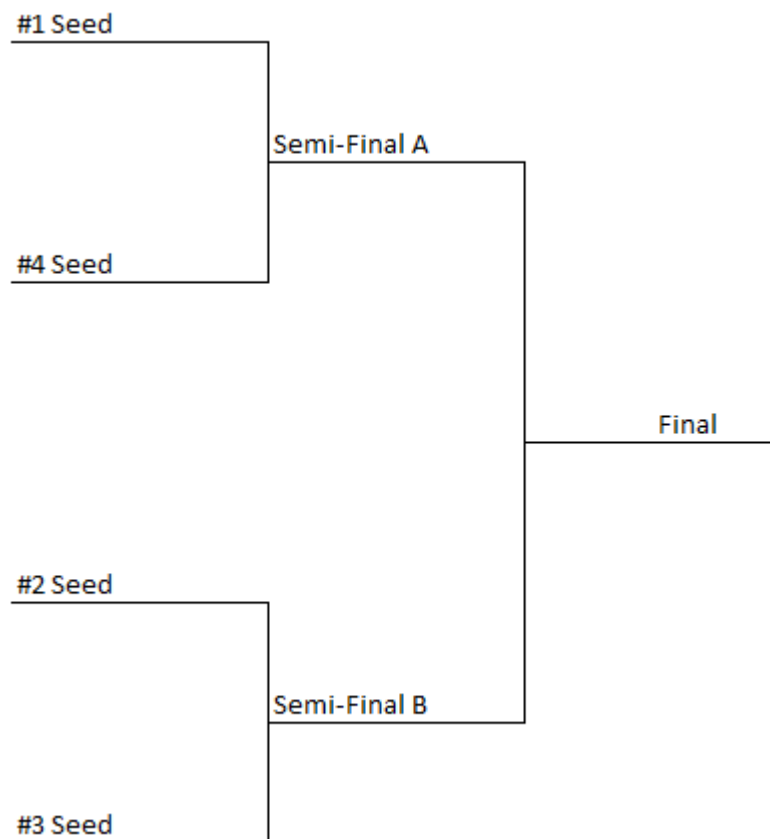 #1 Seed
Semi-Final A
#4 Seed
Final
#2 Seed
Semi-Final B
#3 Seed